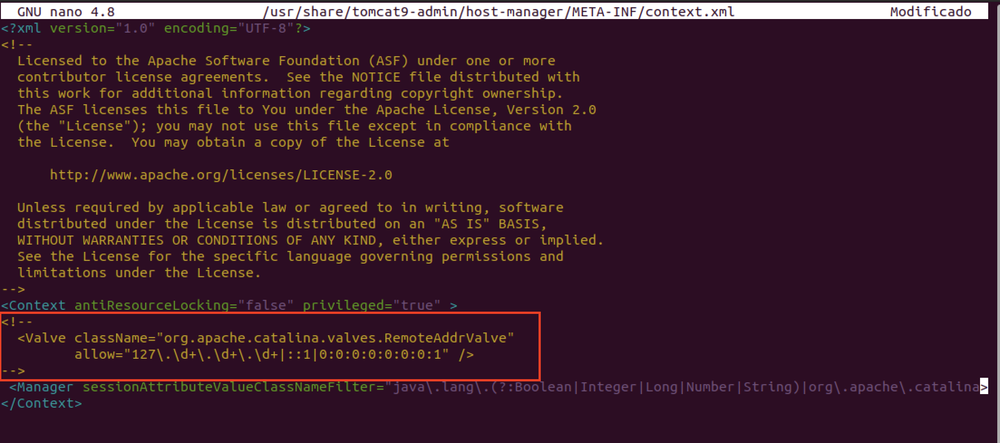 GNU nano 4.8 /usr/share/tomcat9-admin/host-manager/META-INF/context.xml Modificado
<?xml version="1.0" encoding="UTF-8"?>
<!--
  Licensed to the Apache Software Foundation (ASF) under one or more
  contributor license agreements.  See the NOTICE file distributed with
  this work for additional information regarding copyright ownership.
  The ASF licenses this file to You under the Apache License, Version 2.0
  (the "License"); you may not use this file except in compliance with
  the License.  You may obtain a copy of the License at
      http://www.apache.org/licenses/LICENSE-2.0
  Unless required by applicable law or agreed to in writing, software
  distributed under the License is distributed on an "AS IS" BASIS,
  WITHOUT WARRANTIES OR CONDITIONS OF ANY KIND, either express or implied.
  See the License for the specific language governing permissions and
  limitations under the License.
-->
<Context antiResourceLocking="false" privileged="true" >
<!--
  <Valve className="org.apache.catalina.valves.RemoteAddrValve"
         allow="127\.\d+\.\d+\.\d+|::1|0:0:0:0:0:0:0:1" />
-->
 <Manager sessionAttributeValueClassNameFilter="java\.lang\.(?:Boolean|Integer|Long|Number|String)|org\.apache\.catalina>
</Context>